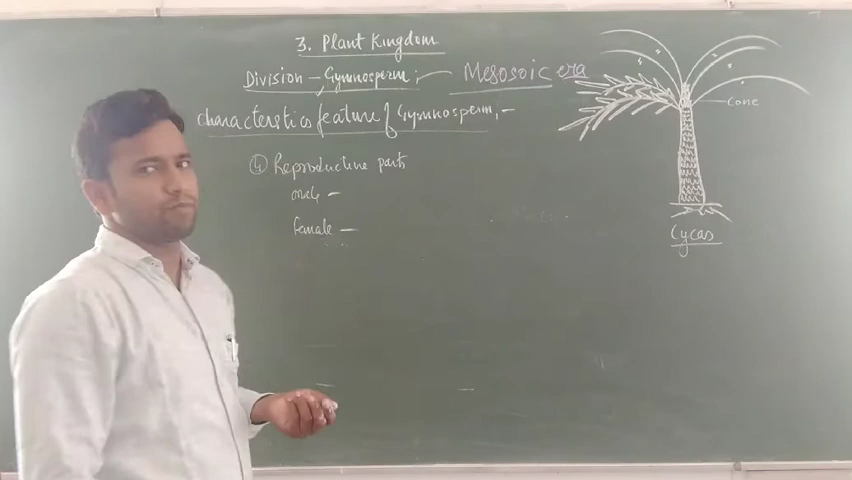 3. Plant Kingdom
Division - Gymnosperm; - Mesosoic era
characteristics feature of Gymnosperm, -
④ Reproductive parts
male -
female -
Cone
Cycas